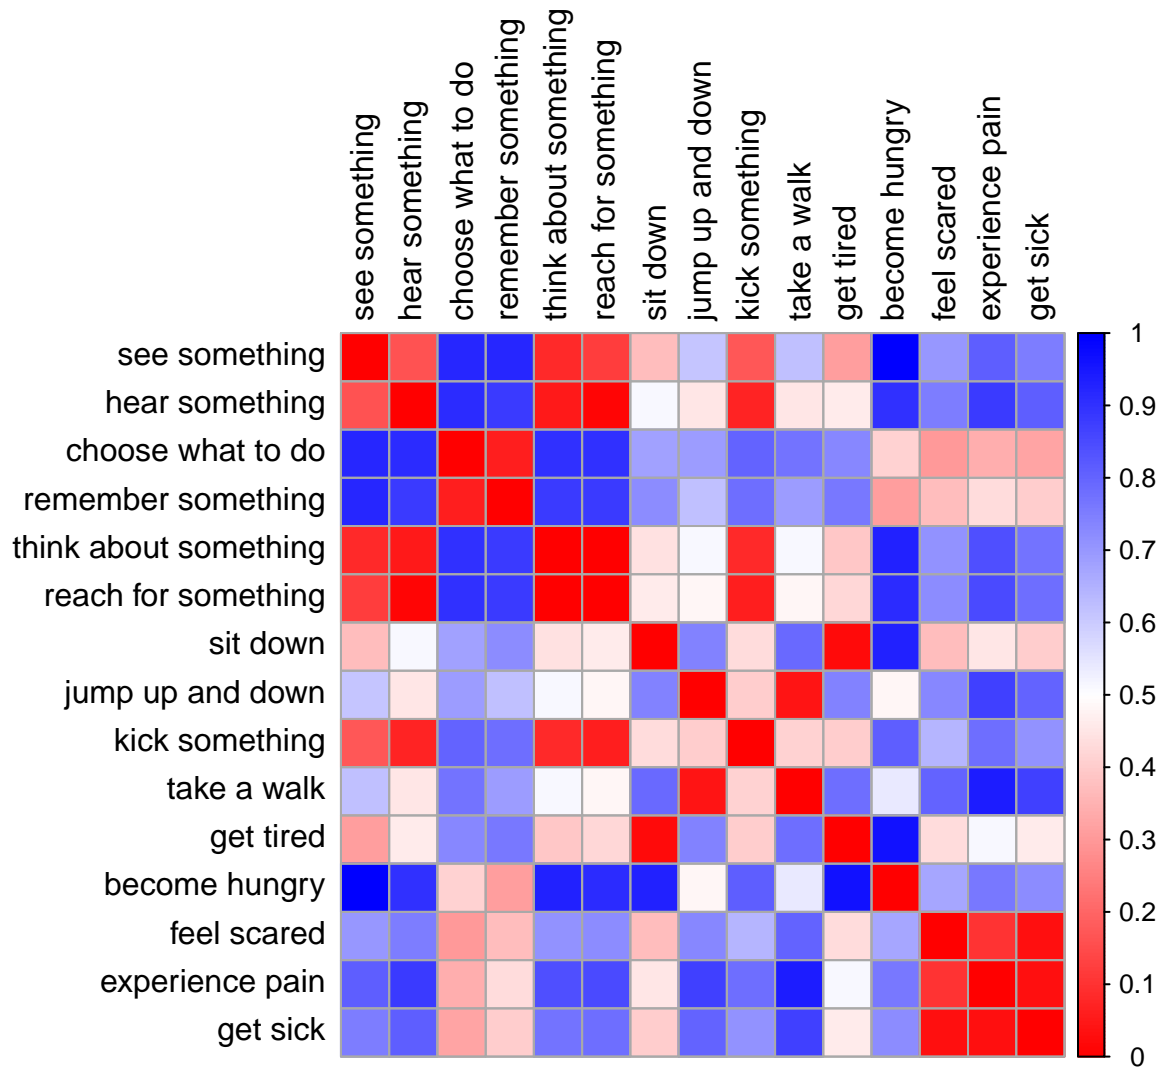 see something
hear something
choose what to do
remember something
think about something
reach for something
sit down
jump up and down
kick something
take a walk
get tired
become hungry
feel scared
experience pain
get sick
see something
hear something
choose what to do
remember something
think about something
reach for something
sit down
jump up and down
kick something
take a walk
get tired
become hungry
feel scared
experience pain
get sick
1
0.9
0.8
0.7
0.6
0.5
0.4
0.3
0.2
0.1
0